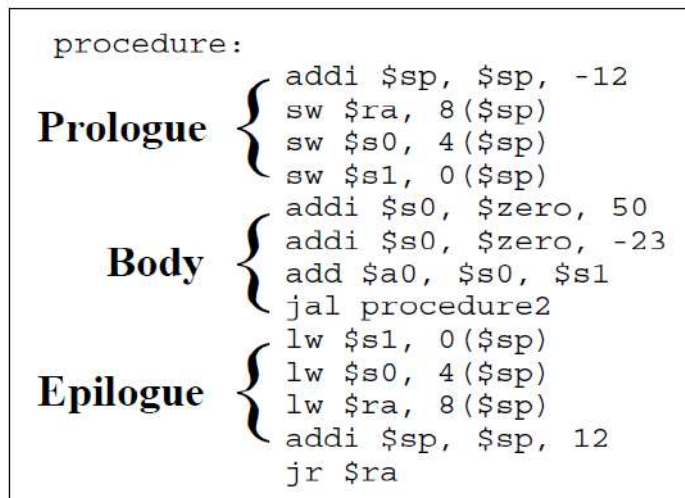 procedure:
addi $sp, $sp, -12
Prologue
sw $ra, 8($sp)
sw $s0, 4($sp)
sw $s1, 0($sp)
addi $s0, $zero, 50
addi $s0, $zero, -23
Body
add $a0, $s0, $s1
jal procedure2
lw $s1, 0($sp)
lw $s0, 4($sp)
Epilogue
lw $ra, 8($sp)
addi $sp, $sp, 12
jr $ra